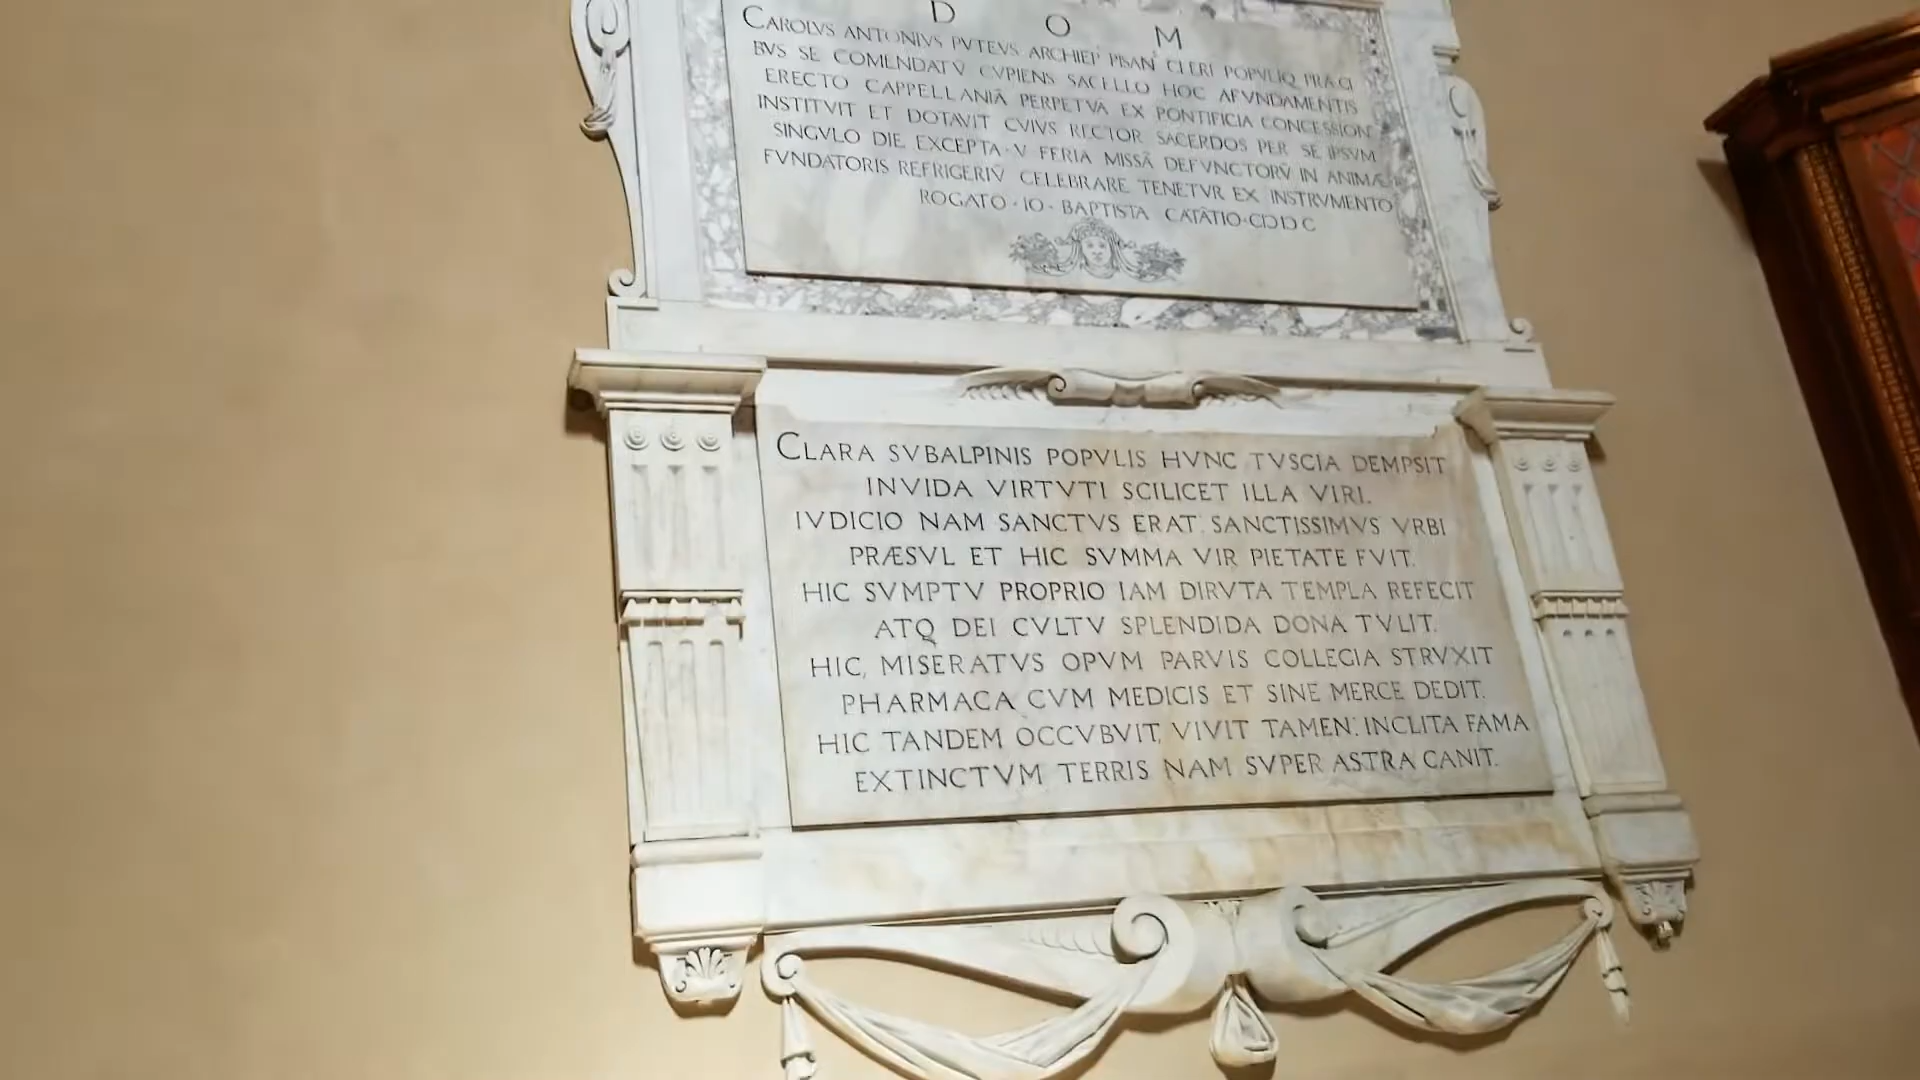 D O M
CAROLVS ANTONIVS PVTEVS ARCHIEP PISAN CLERI POPVLIQ PRÆCI
BVS SE COMENDATV̄ CVPIENS SACELLO HOC AFVNDAMENTIS
ERECTO CAPPELLANIĀ PERPETVĀ EX PONTIFICIA CONCESSION
INSTITVIT ET DOTAVIT CVIVS RECTOR SACERDOS PER SE IPSVM
SINGVLO DIE EXCEPTA·V FERIA MISSĀ DEFVNCTORV̄ IN ANIMÆ
FVNDATORIS REFRIGERIV̄ CELEBRARE TENETVR EX INSTRVMENTO
ROGATO·IO·BAPTISTA CATĀTIO·CIↃIↃC
CLARA SVBALPINIS POPVLIS HVNC TVSCIA DEMPSIT
INVIDA VIRTVTI SCILICET ILLA VIRI.
IVDICIO NAM SANCTVS ERAT: SANCTISSIMVS VRBI
PRÆSVL ET HIC SVMMA VIR PIETATE FVIT.
HIC SVMPTV PROPRIO IAM DIRVTA TEMPLA REFECIT
ATQ DEI CVLTV SPLENDIDA DONA TVLIT.
HIC, MISERATVS OPVM PARVIS COLLEGIA STRVXIT
PHARMACA CVM MEDICIS ET SINE MERCE DEDIT.
HIC TANDEM OCCVBVIT, VIVIT TAMEN: INCLITA FAMA
EXTINCTVM TERRIS NAM SVPER ASTRA CANIT.